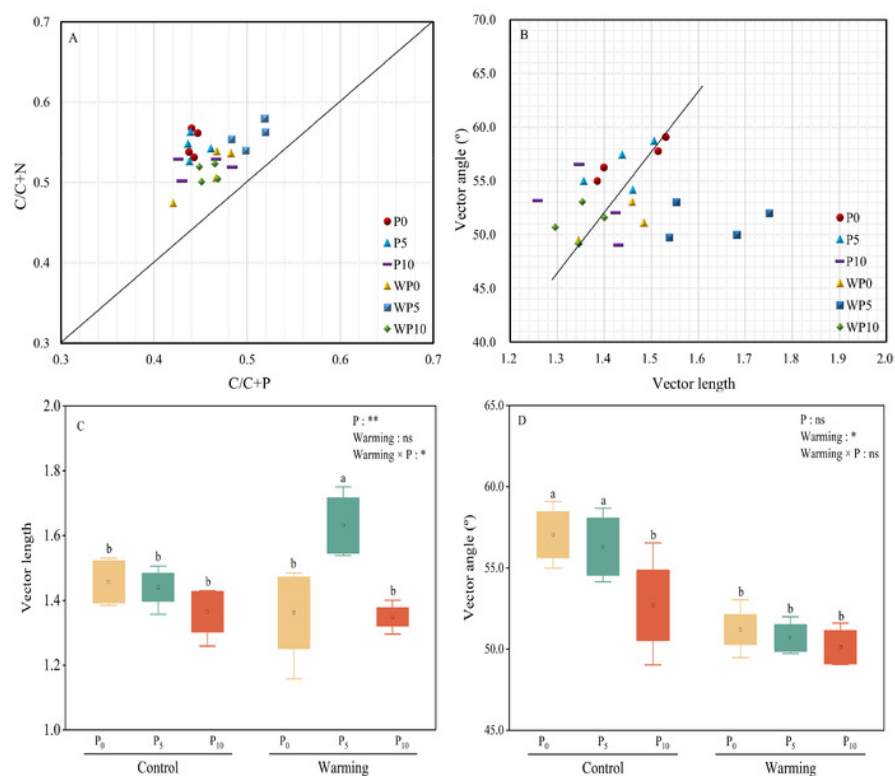 A
C/C+N
0.7
0.6
0.5
0.4
0.3
0.3
0.4
0.5
0.6
0.7
C/C+P
P0
P5
P10
WP0
WP5
WP10
B
Vector angle (°)
70.0
65.0
60.0
55.0
50.0
45.0
40.0
1.2
1.3
1.4
1.5
1.6
1.7
1.8
1.9
2.0
Vector length
P0
P5
P10
WP0
WP5
WP10
C
P : **
Warming : ns
Warming × P : *
Vector length
2.0
1.8
1.6
1.4
1.2
1.0
b
b
b
b
a
b
P0
P5
P10
P0
P5
P10
Control
Warming
D
P : ns
Warming : *
Warming × P : ns
Vector angle (°)
65.0
60.0
55.0
50.0
45.0
a
a
b
b
b
b
P0
P5
P10
P0
P5
P10
Control
Warming